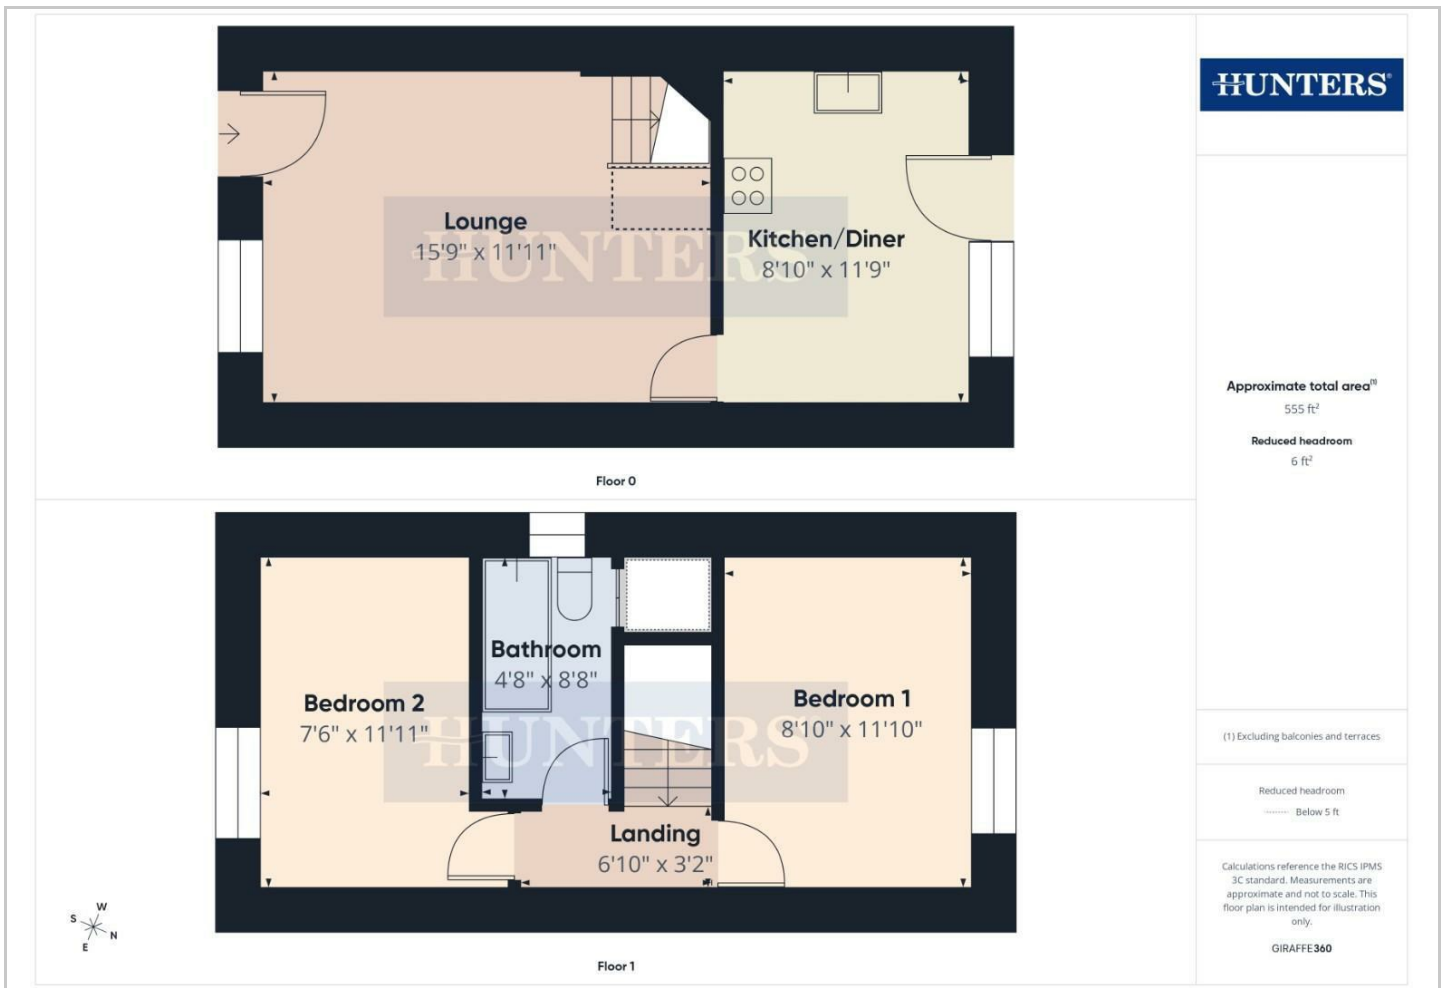 Lounge
15'9" x 11'11"
Kitchen/Diner
8'10" x 11'9"
HUNTERS
Floor 0
Bathroom
4'8" x 8'8"
Bedroom 2
7'6" x 11'11"
Bedroom 1
8'10" x 11'10"
HUNTERS
Landing
6'10" x 3'2"
W
S
N
E
Floor 1
HUNTERS®
Approximate total area(1)
555 ft²
Reduced headroom
6 ft²
(1) Excluding balconies and terraces
Reduced headroom
Below 5 ft
Calculations reference the RICS IPMS
3C standard. Measurements are
approximate and not to scale. This
floor plan is intended for illustration
only.
GIRAFFE360